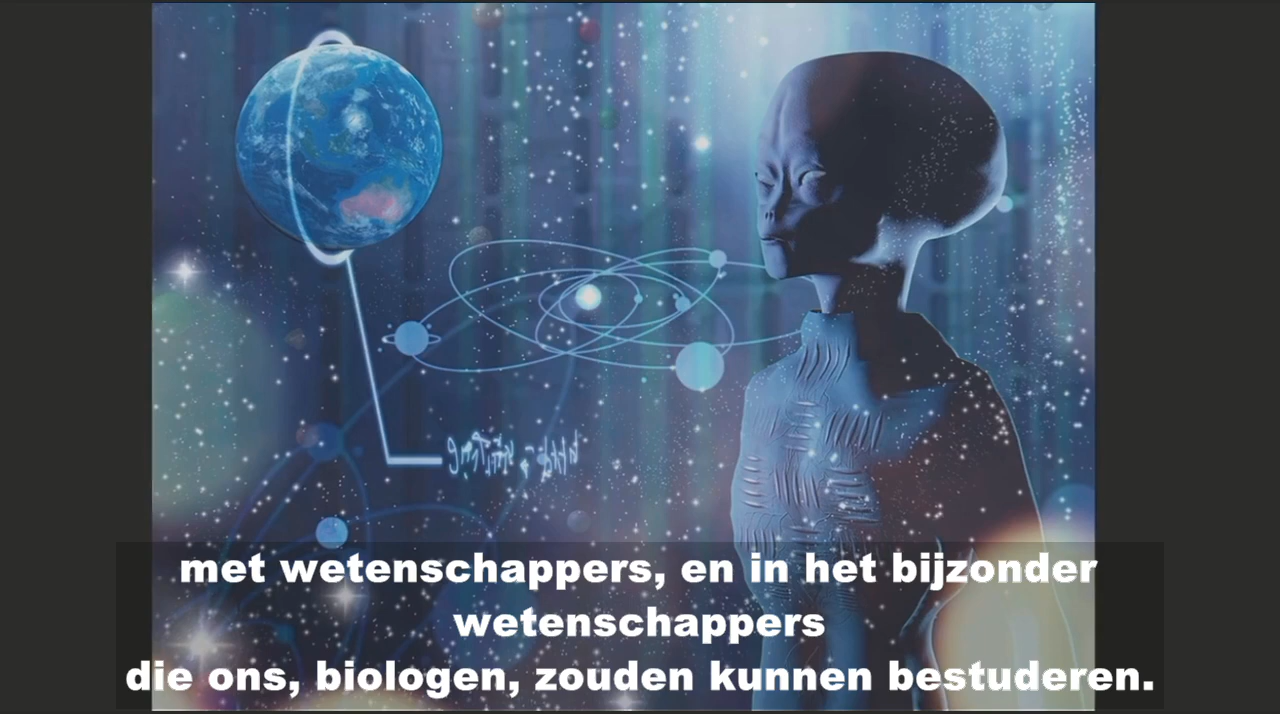 met wetenschappers, en in het bijzonder
wetenschappers
die ons, biologen, zouden kunnen bestuderen.